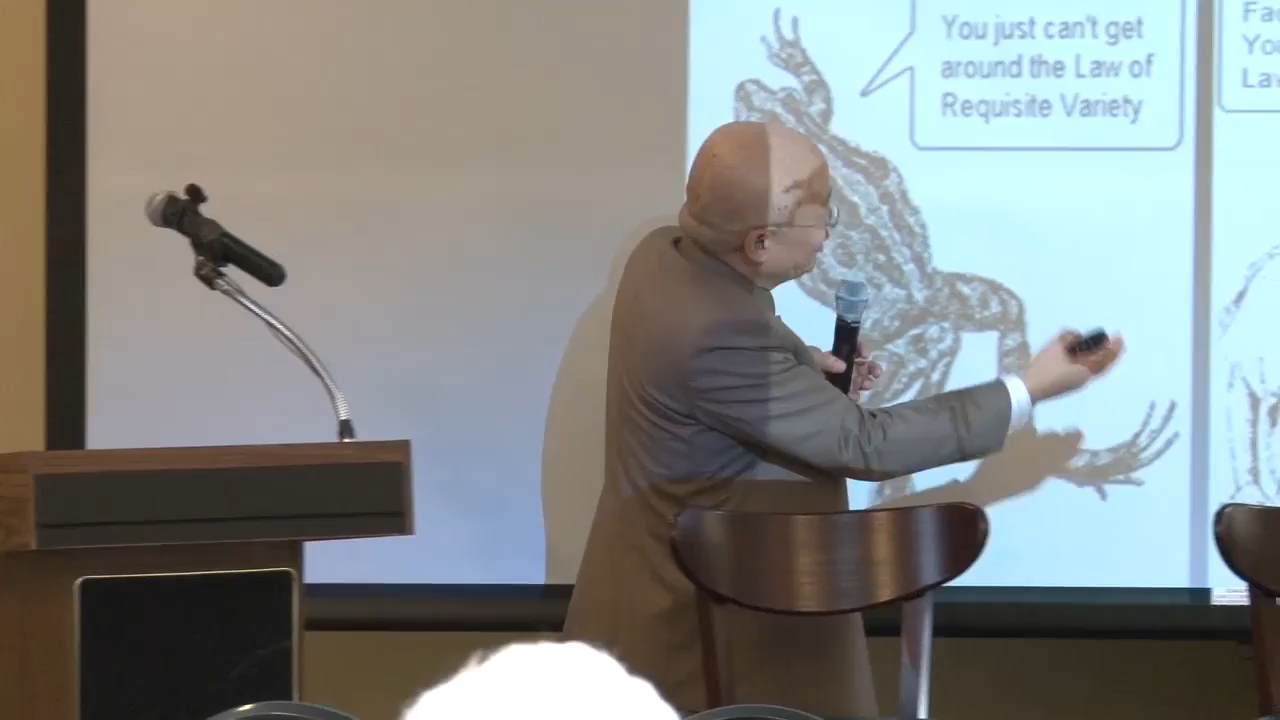 You just can't get
around the Law of
Requisite Variety